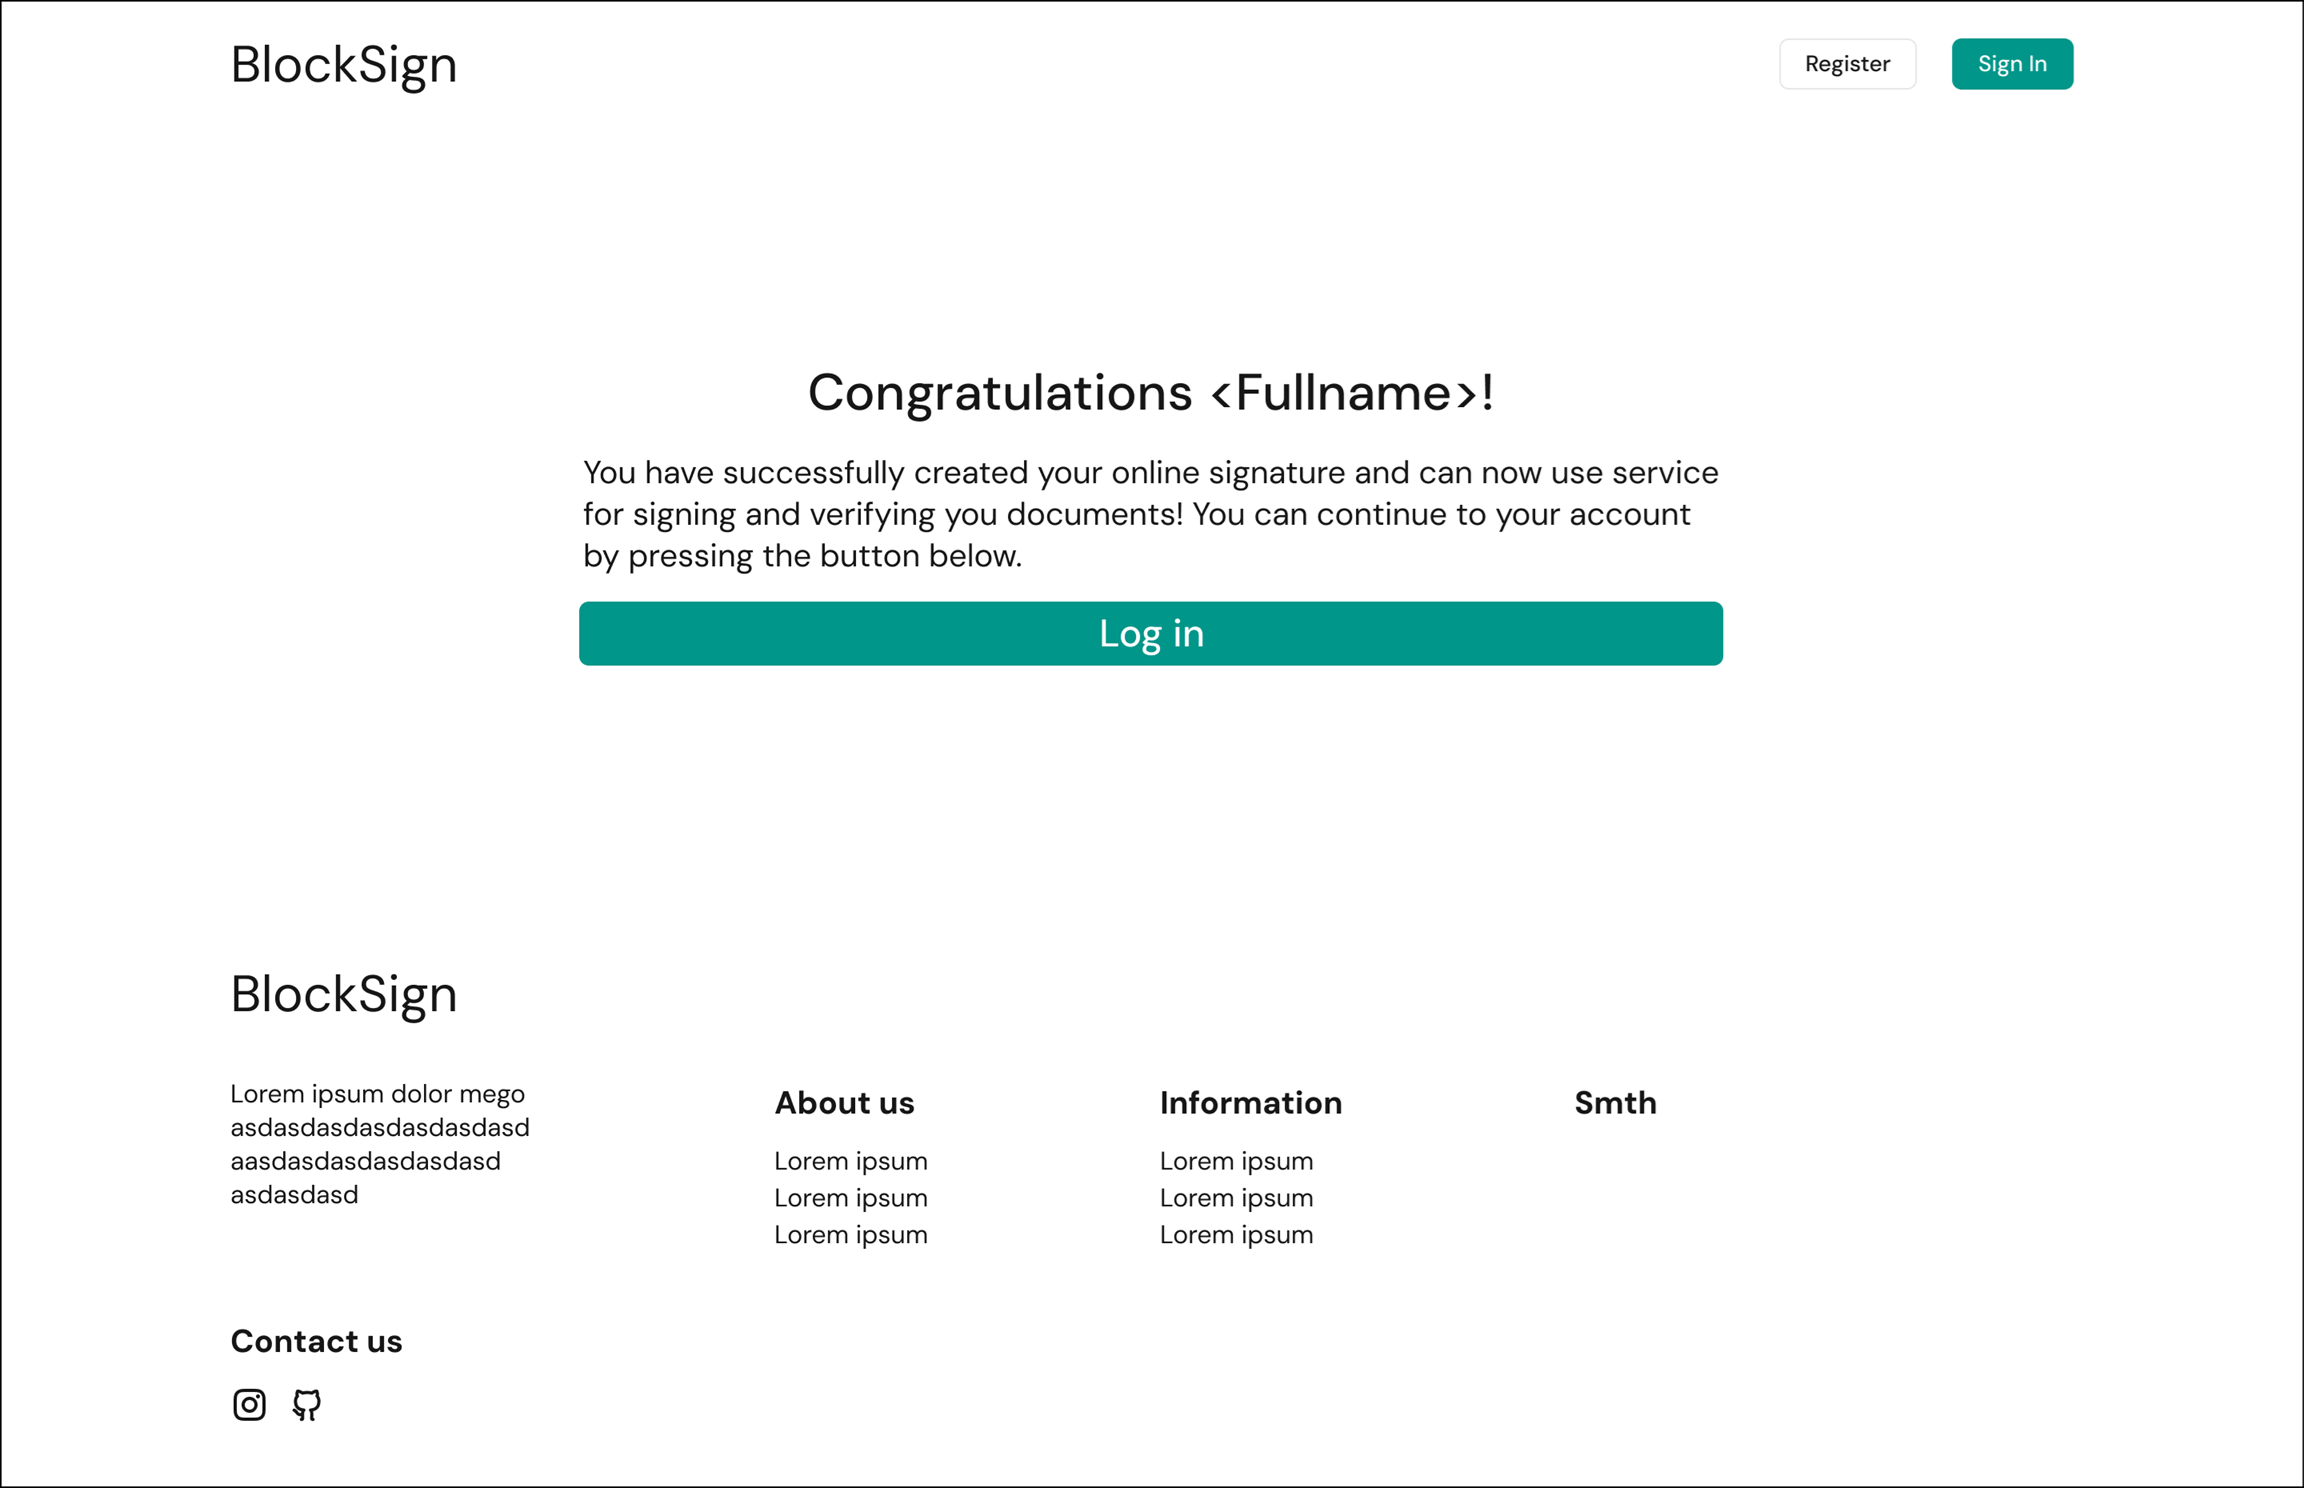 BlockSign
Register
Sign In
Congratulations <Fullname>!
You have successfully created your online signature and can now use service
for signing and verifying you documents! You can continue to your account
by pressing the button below.
Log in
BlockSign
Lorem ipsum dolor mego
asdasdasdasdasdasdasd
aasdasdasdasdasdasd
asdasdasd
About us
Lorem ipsum
Lorem ipsum
Lorem ipsum
Information
Lorem ipsum
Lorem ipsum
Lorem ipsum
Smth
Contact us